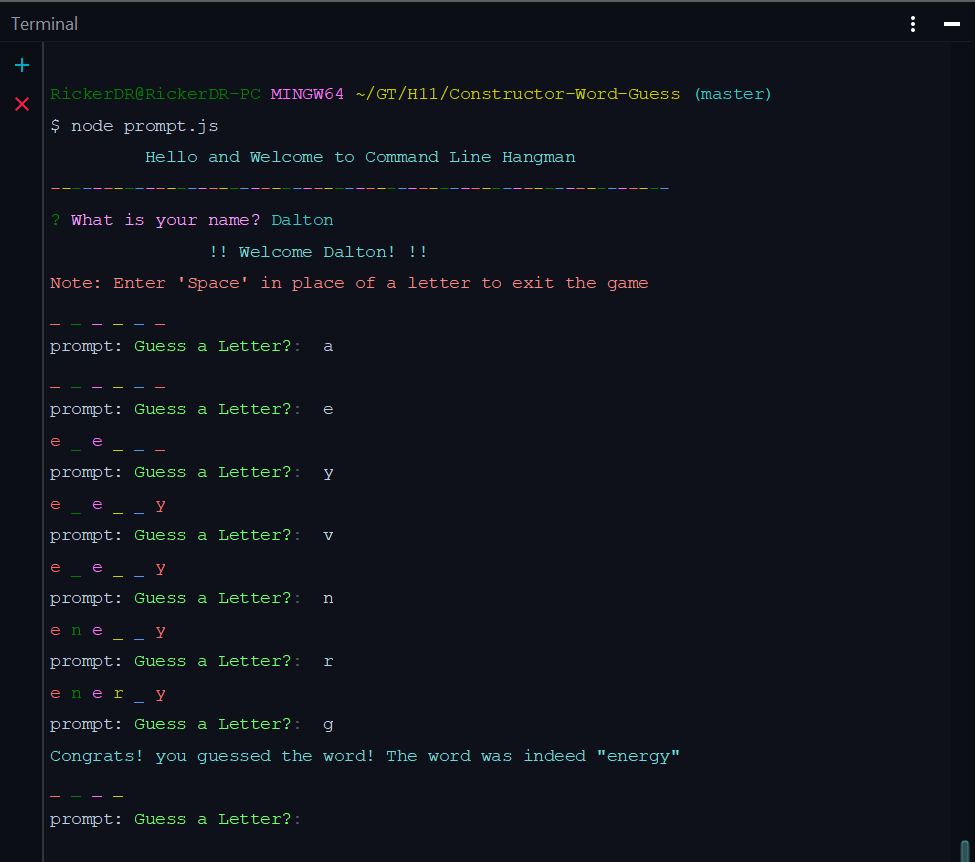 Terminal
RickerDR@RickerDR-PC MINGW64 ~/GT/H11/Constructor-Word-Guess (master)
$ node prompt.js
Hello and Welcome to Command Line Hangman
-----------------------------------------------------------
? What is your name? Dalton
!! Welcome Dalton! !!
Note: Enter 'Space' in place of a letter to exit the game
_ _ _ _ _ _
prompt: Guess a Letter?:  a
_ _ _ _ _ _
prompt: Guess a Letter?:  e
e _ e _ _ _
prompt: Guess a Letter?:  y
e _ e _ _ y
prompt: Guess a Letter?:  v
e _ e _ _ y
prompt: Guess a Letter?:  n
e n e _ _ y
prompt: Guess a Letter?:  r
e n e r _ y
prompt: Guess a Letter?:  g
Congrats! you guessed the word! The word was indeed "energy"
_ _ _ _
prompt: Guess a Letter?: